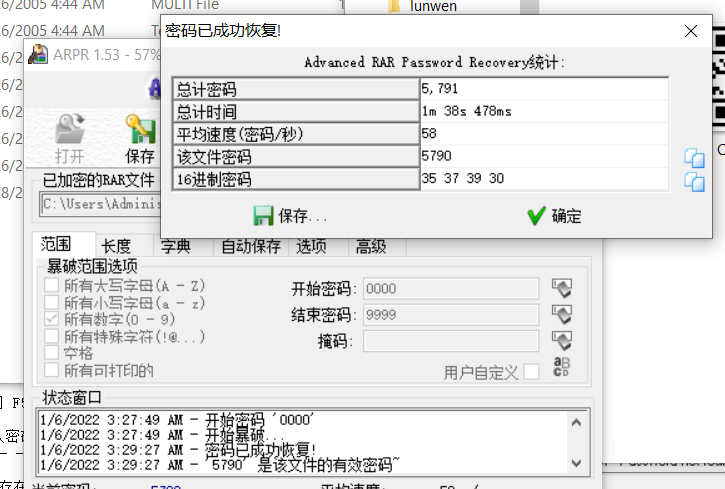 6/2005 4:44 AM MULTI File
lunwen
6/2005 4:44 AM
ARPR 1.53 - 57%
密码已成功恢复!
Advanced RAR Password Recovery统计:
总计密码 5,791
总计时间 1m 38s 478ms
平均速度(密码/秒) 58
该文件密码 5790
16进制密码 35 37 39 30
保存... 确定
打开 保存
已加密的RAR文件
C:\Users\Adminis
范围 长度 字典 自动保存 选项 高级
暴破范围选项
所有大写字母(A - Z)
所有小写字母(a - z)
所有数字(0 - 9)
所有特殊字符(!@...)
空格
所有可打印的
开始密码: 0000
结束密码: 9999
掩码:
用户自定义
状态窗口
1/6/2022 3:27:49 AM - 开始密码 '0000'
1/6/2022 3:27:49 AM - 开始暴破...
1/6/2022 3:29:27 AM - 密码已成功恢复!
1/6/2022 3:29:27 AM - '5790' 是该文件的有效密码~
当前密码: 5790 平均速度: